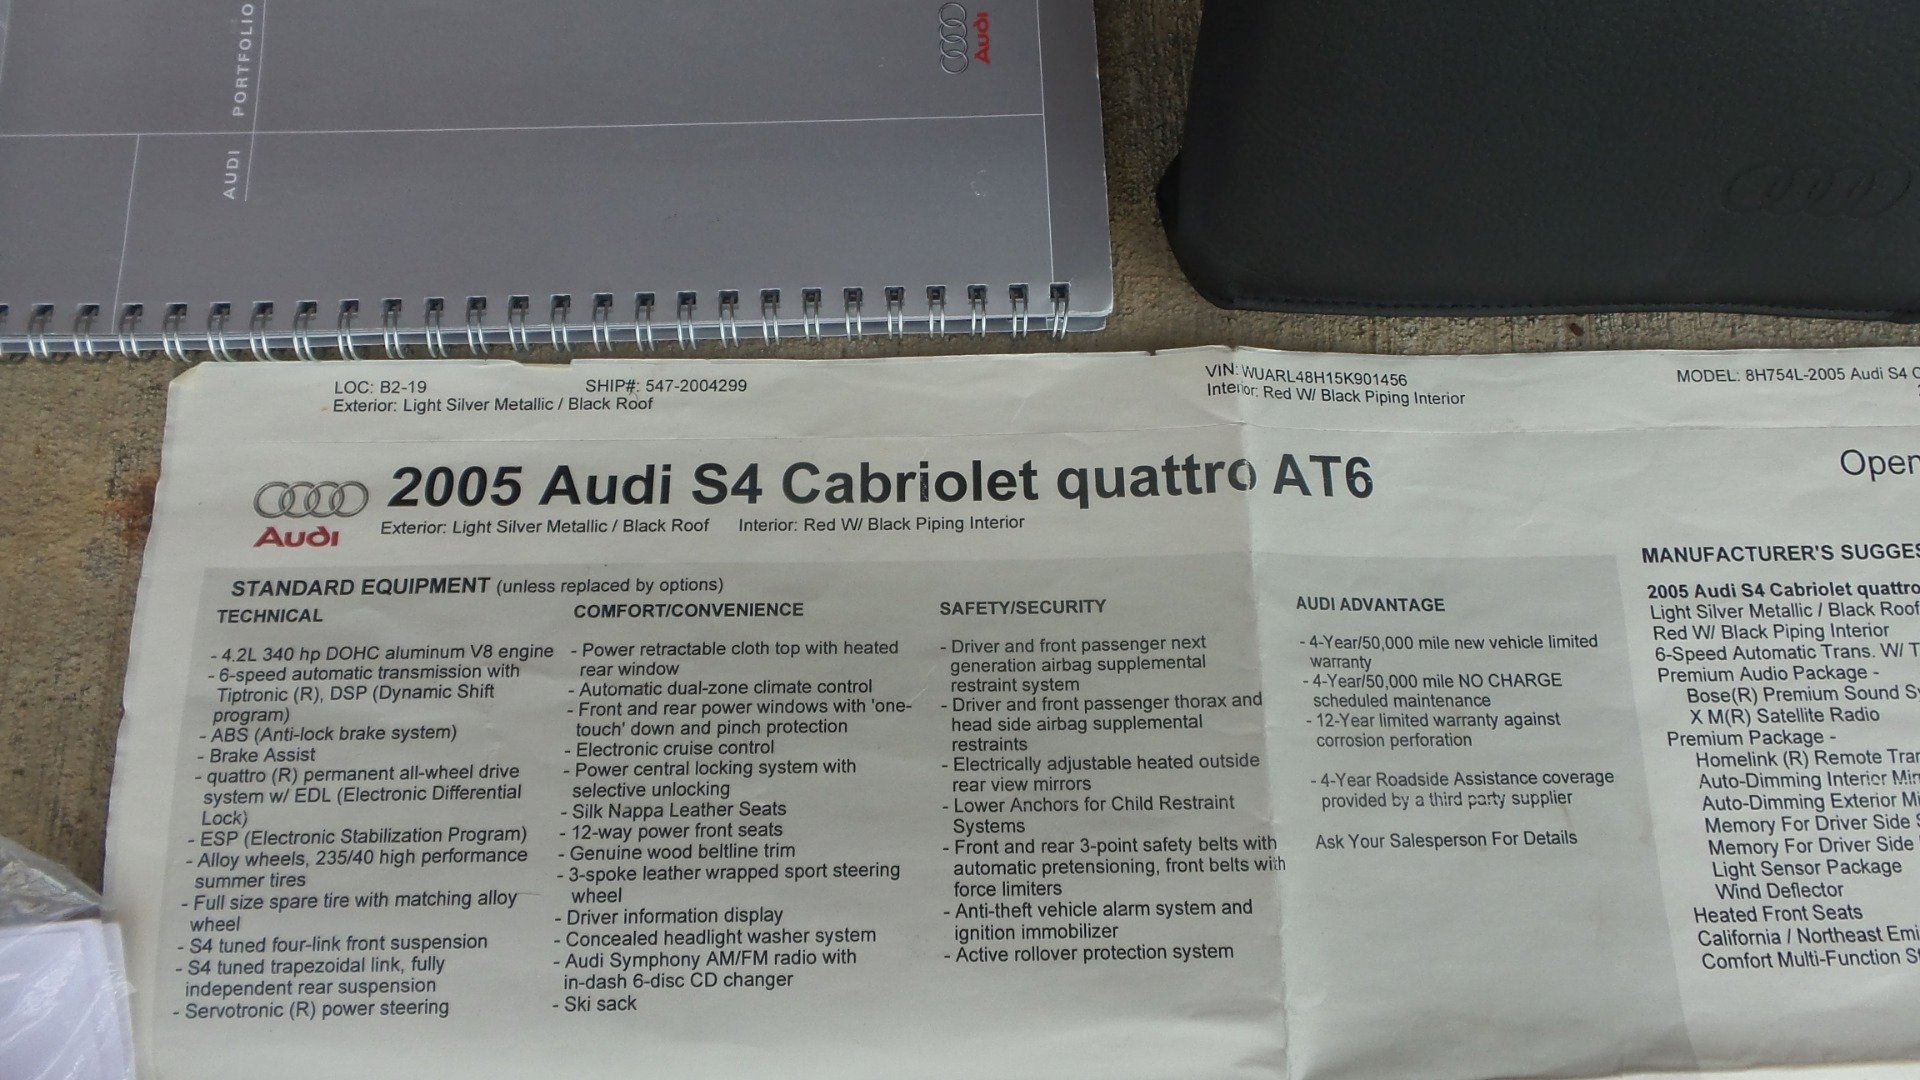 AUDI PORTFOLIO
Audi
LOC: B2-19 SHIP#: 547-2004299 VIN: WUARL48H15K901456 MODEL: 8H754L-2005 Audi S4 C
Exterior: Light Silver Metallic / Black Roof Interior: Red W/ Black Piping Interior
Audi
2005 Audi S4 Cabriolet quattro AT6
Exterior: Light Silver Metallic / Black Roof Interior: Red W/ Black Piping Interior
STANDARD EQUIPMENT (unless replaced by options)
TECHNICAL
- 4.2L 340 hp DOHC aluminum V8 engine
- 6-speed automatic transmission with
Tiptronic (R), DSP (Dynamic Shift
program)
- ABS (Anti-lock brake system)
- Brake Assist
- quattro (R) permanent all-wheel drive
system w/ EDL (Electronic Differential
Lock)
- ESP (Electronic Stabilization Program)
- Alloy wheels, 235/40 high performance
summer tires
- Full size spare tire with matching alloy
wheel
- S4 tuned four-link front suspension
- S4 tuned trapezoidal link, fully
independent rear suspension
- Servotronic (R) power steering
COMFORT/CONVENIENCE
- Power retractable cloth top with heated
rear window
- Automatic dual-zone climate control
- Front and rear power windows with 'one-
touch' down and pinch protection
- Electronic cruise control
- Power central locking system with
selective unlocking
- Silk Nappa Leather Seats
- 12-way power front seats
- Genuine wood beltline trim
- 3-spoke leather wrapped sport steering
wheel
- Driver information display
- Concealed headlight washer system
- Audi Symphony AM/FM radio with
in-dash 6-disc CD changer
- Ski sack
SAFETY/SECURITY
- Driver and front passenger next
generation airbag supplemental
restraint system
- Driver and front passenger thorax and
head side airbag supplemental
restraints
- Electrically adjustable heated outside
rear view mirrors
- Lower Anchors for Child Restraint
Systems
- Front and rear 3-point safety belts with
automatic pretensioning, front belts with
force limiters
- Anti-theft vehicle alarm system and
ignition immobilizer
- Active rollover protection system
AUDI ADVANTAGE
- 4-Year/50,000 mile new vehicle limited
warranty
- 4-Year/50,000 mile NO CHARGE
scheduled maintenance
- 12-Year limited warranty against
corrosion perforation
- 4-Year Roadside Assistance coverage
provided by a third party supplier
Ask Your Salesperson For Details
Open
MANUFACTURER'S SUGGES
2005 Audi S4 Cabriolet quattro
Light Silver Metallic / Black Roof
Red W/ Black Piping Interior
6-Speed Automatic Trans. W/ T
Premium Audio Package -
Bose(R) Premium Sound Sy
X M(R) Satellite Radio
Premium Package -
Homelink (R) Remote Tran
Auto-Dimming Interior Mirr
Auto-Dimming Exterior Mi
Memory For Driver Side S
Memory For Driver Side
Light Sensor Package
Wind Deflector
Heated Front Seats
California / Northeast Emi
Comfort Multi-Function St